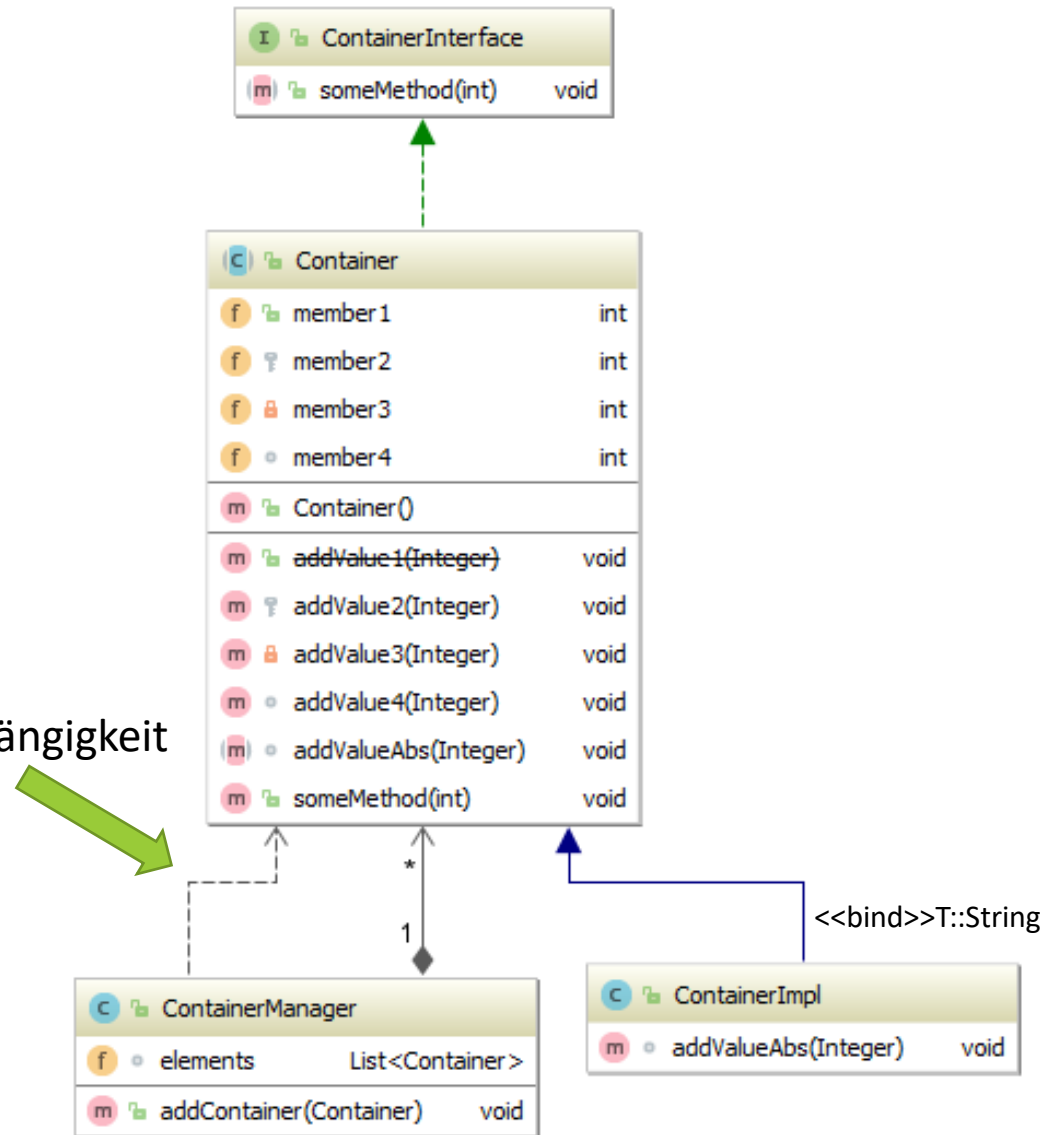 ContainerInterface
someMethod(int) void
Container
member1 int
member2 int
member3 int
member4 int
Container()
addValue1(Integer) void
addValue2(Integer) void
addValue3(Integer) void
addValue4(Integer) void
addValueAbs(Integer) void
someMethod(int) void
ängigkeit
*
1
<<bind>>T::String
ContainerManager
elements List<Container>
addContainer(Container) void
ContainerImpl
addValueAbs(Integer) void